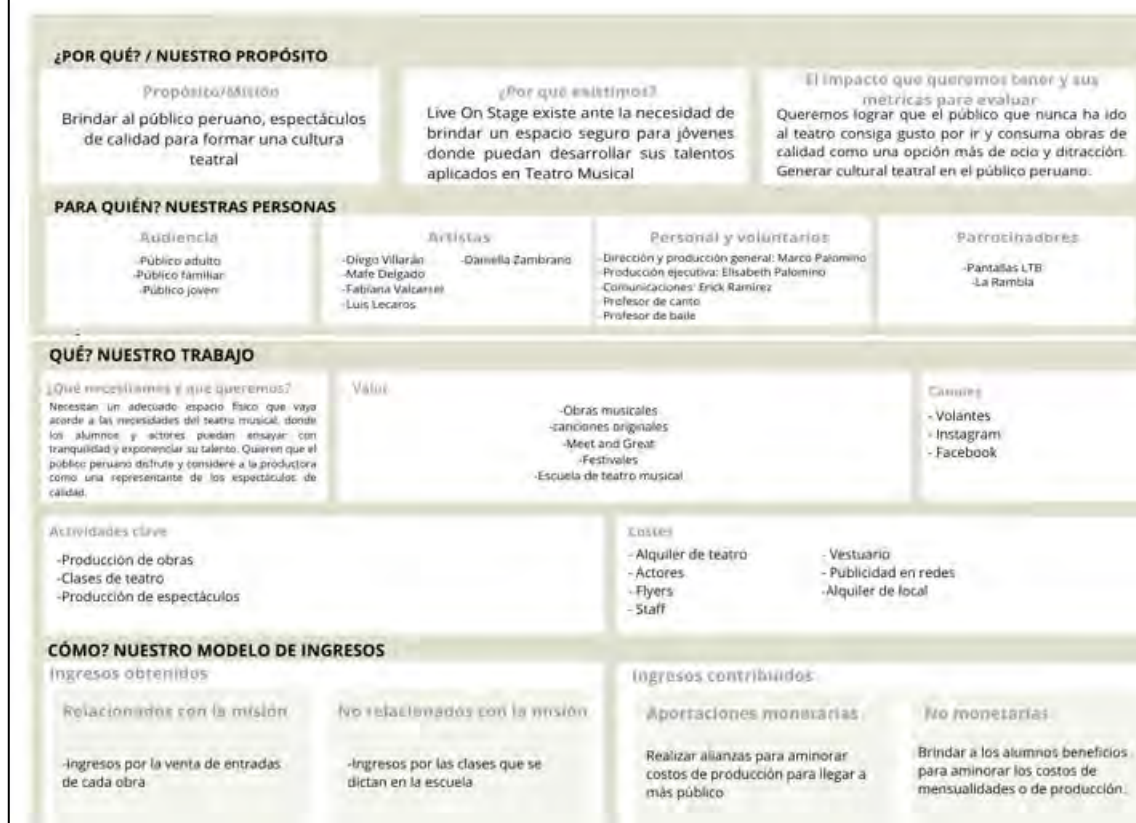 ¿POR QUÉ? / NUESTRO PROPÓSITO
Propósito/Misión
Brindar al público peruano, espectáculos
de calidad para formar una cultura
teatral
¿Por qué existimos?
Live On Stage existe ante la necesidad de
brindar un espacio seguro para jóvenes
donde puedan desarrollar sus talentos
aplicados en Teatro Musical
El impacto que queremos tener y sus
métricas para evaluar
Queremos lograr que el público que nunca ha ido
al teatro consiga gusto por ir y consuma obras de
calidad como una opción más de ocio y ditracción.
Generar cultural teatral en el público peruano.
PARA QUIÉN? NUESTRAS PERSONAS
Audiencia
-Público adulto
-Público familiar
-Público joven
Artistas
-Diego Villarán
-Mafe Delgado
-Fabiana Valcarcel
-Luis Lecaros
-Daniella Zambrano
Personal y voluntarios
-Dirección y producción general: Marco Palomino
-Producción ejecutiva: Elisabeth Palomino
-Comunicaciones: Erick Ramirez
-Profesor de canto
-Profesor de baile
Patrocinadores
-Pantallas LTB
-La Rambla
QUÉ? NUESTRO TRABAJO
¿Qué necesitamos y que queremos?
Necesitan un adecuado espacio físico que vaya
acorde a las necesidades del teatro musical, donde
los alumnos y actores puedan ensayar con
tranquilidad y exponenciar su talento. Quieren que el
público peruano disfrute y considere a la productora
como una representante de los espectáculos de
calidad.
Valor
-Obras musicales
-canciones originales
-Meet and Great
-Festivales
-Escuela de teatro musical
Canales
- Volantes
- Instagram
- Facebook
Actividades clave
-Producción de obras
-Clases de teatro
-Producción de espectáculos
Costes
- Alquiler de teatro
- Actores
- Flyers
- Staff
- Vestuario
- Publicidad en redes
-Alquiler de local
CÓMO? NUESTRO MODELO DE INGRESOS
Ingresos obtenidos
Relacionados con la misión
-Ingresos por la venta de entradas
de cada obra
No relacionados con la misión
-Ingresos por las clases que se
dictan en la escuela
Ingresos contribuidos
Aportaciones monetarias
Realizar alianzas para aminorar
costos de producción para llegar a
más público
No monetarias
Brindar a los alumnos beneficios
para aminorar los costos de
mensualidades o de producción.